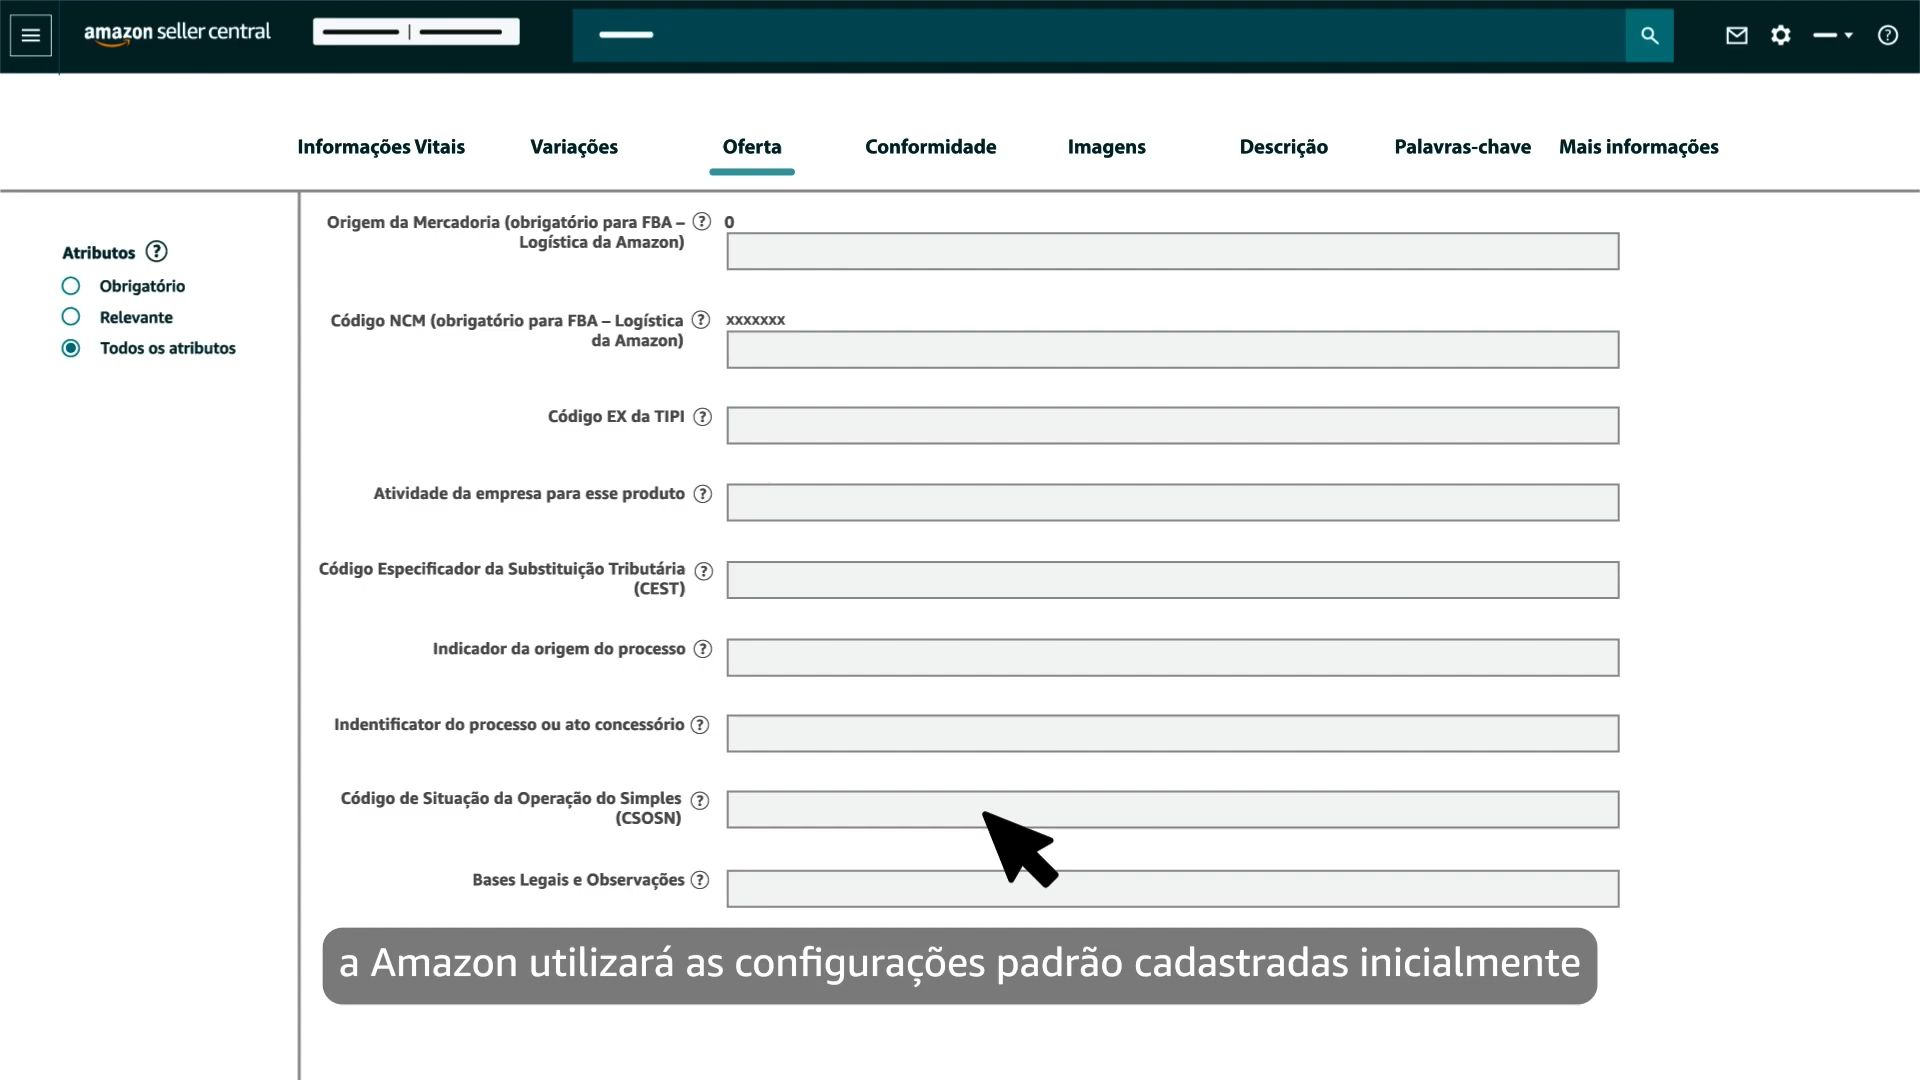 amazon seller central
Informações Vitais Variações Oferta Conformidade Imagens Descrição Palavras-chave Mais informações
Atributos ?
Obrigatório
Relevante
Todos os atributos
Origem da Mercadoria (obrigatório para FBA – ? 0
Logística da Amazon)
Código NCM (obrigatório para FBA – Logística ? xxxxxxx
da Amazon)
Código EX da TIPI ?
Atividade da empresa para esse produto ?
Código Especificador da Substituição Tributária ?
(CEST)
Indicador da origem do processo ?
Indentificator do processo ou ato concessório ?
Código de Situação da Operação do Simples ?
(CSOSN)
Bases Legais e Observações ?
a Amazon utilizará as configurações padrão cadastradas inicialmente